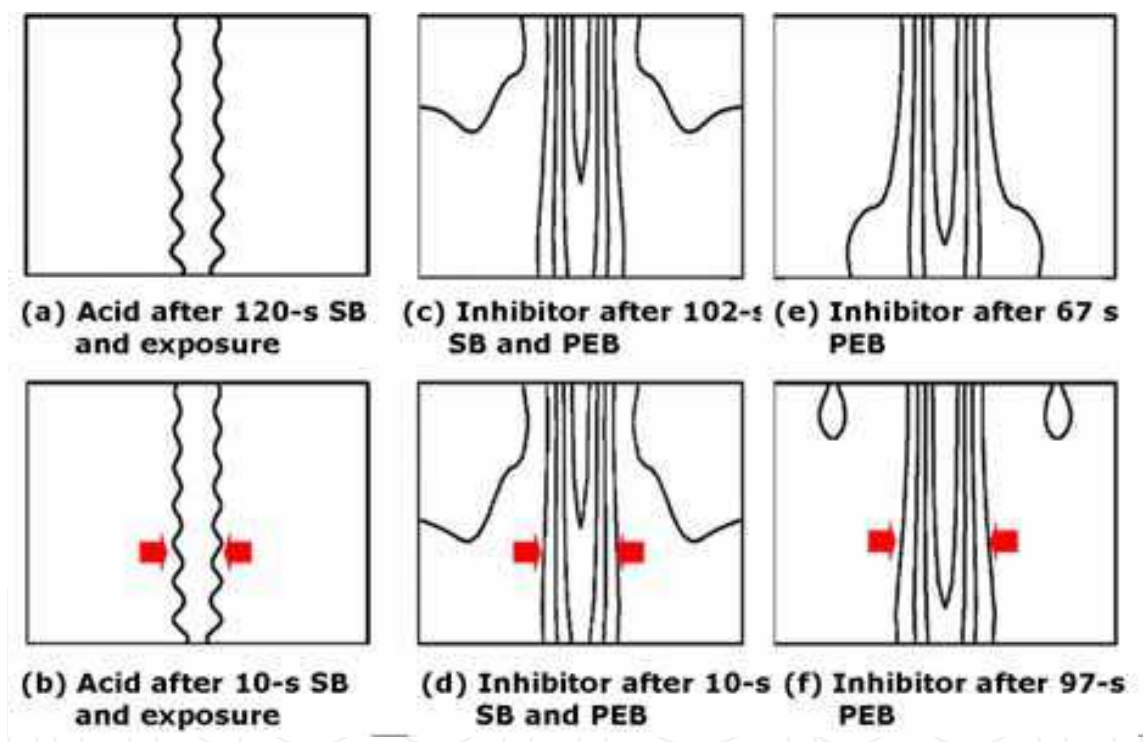 (a) Acid after 120-s SB
and exposure
(c) Inhibitor after 102-s
SB and PEB
(e) Inhibitor after 67 s
PEB
(b) Acid after 10-s SB
and exposure
(d) Inhibitor after 10-s
SB and PEB
(f) Inhibitor after 97-s
PEB